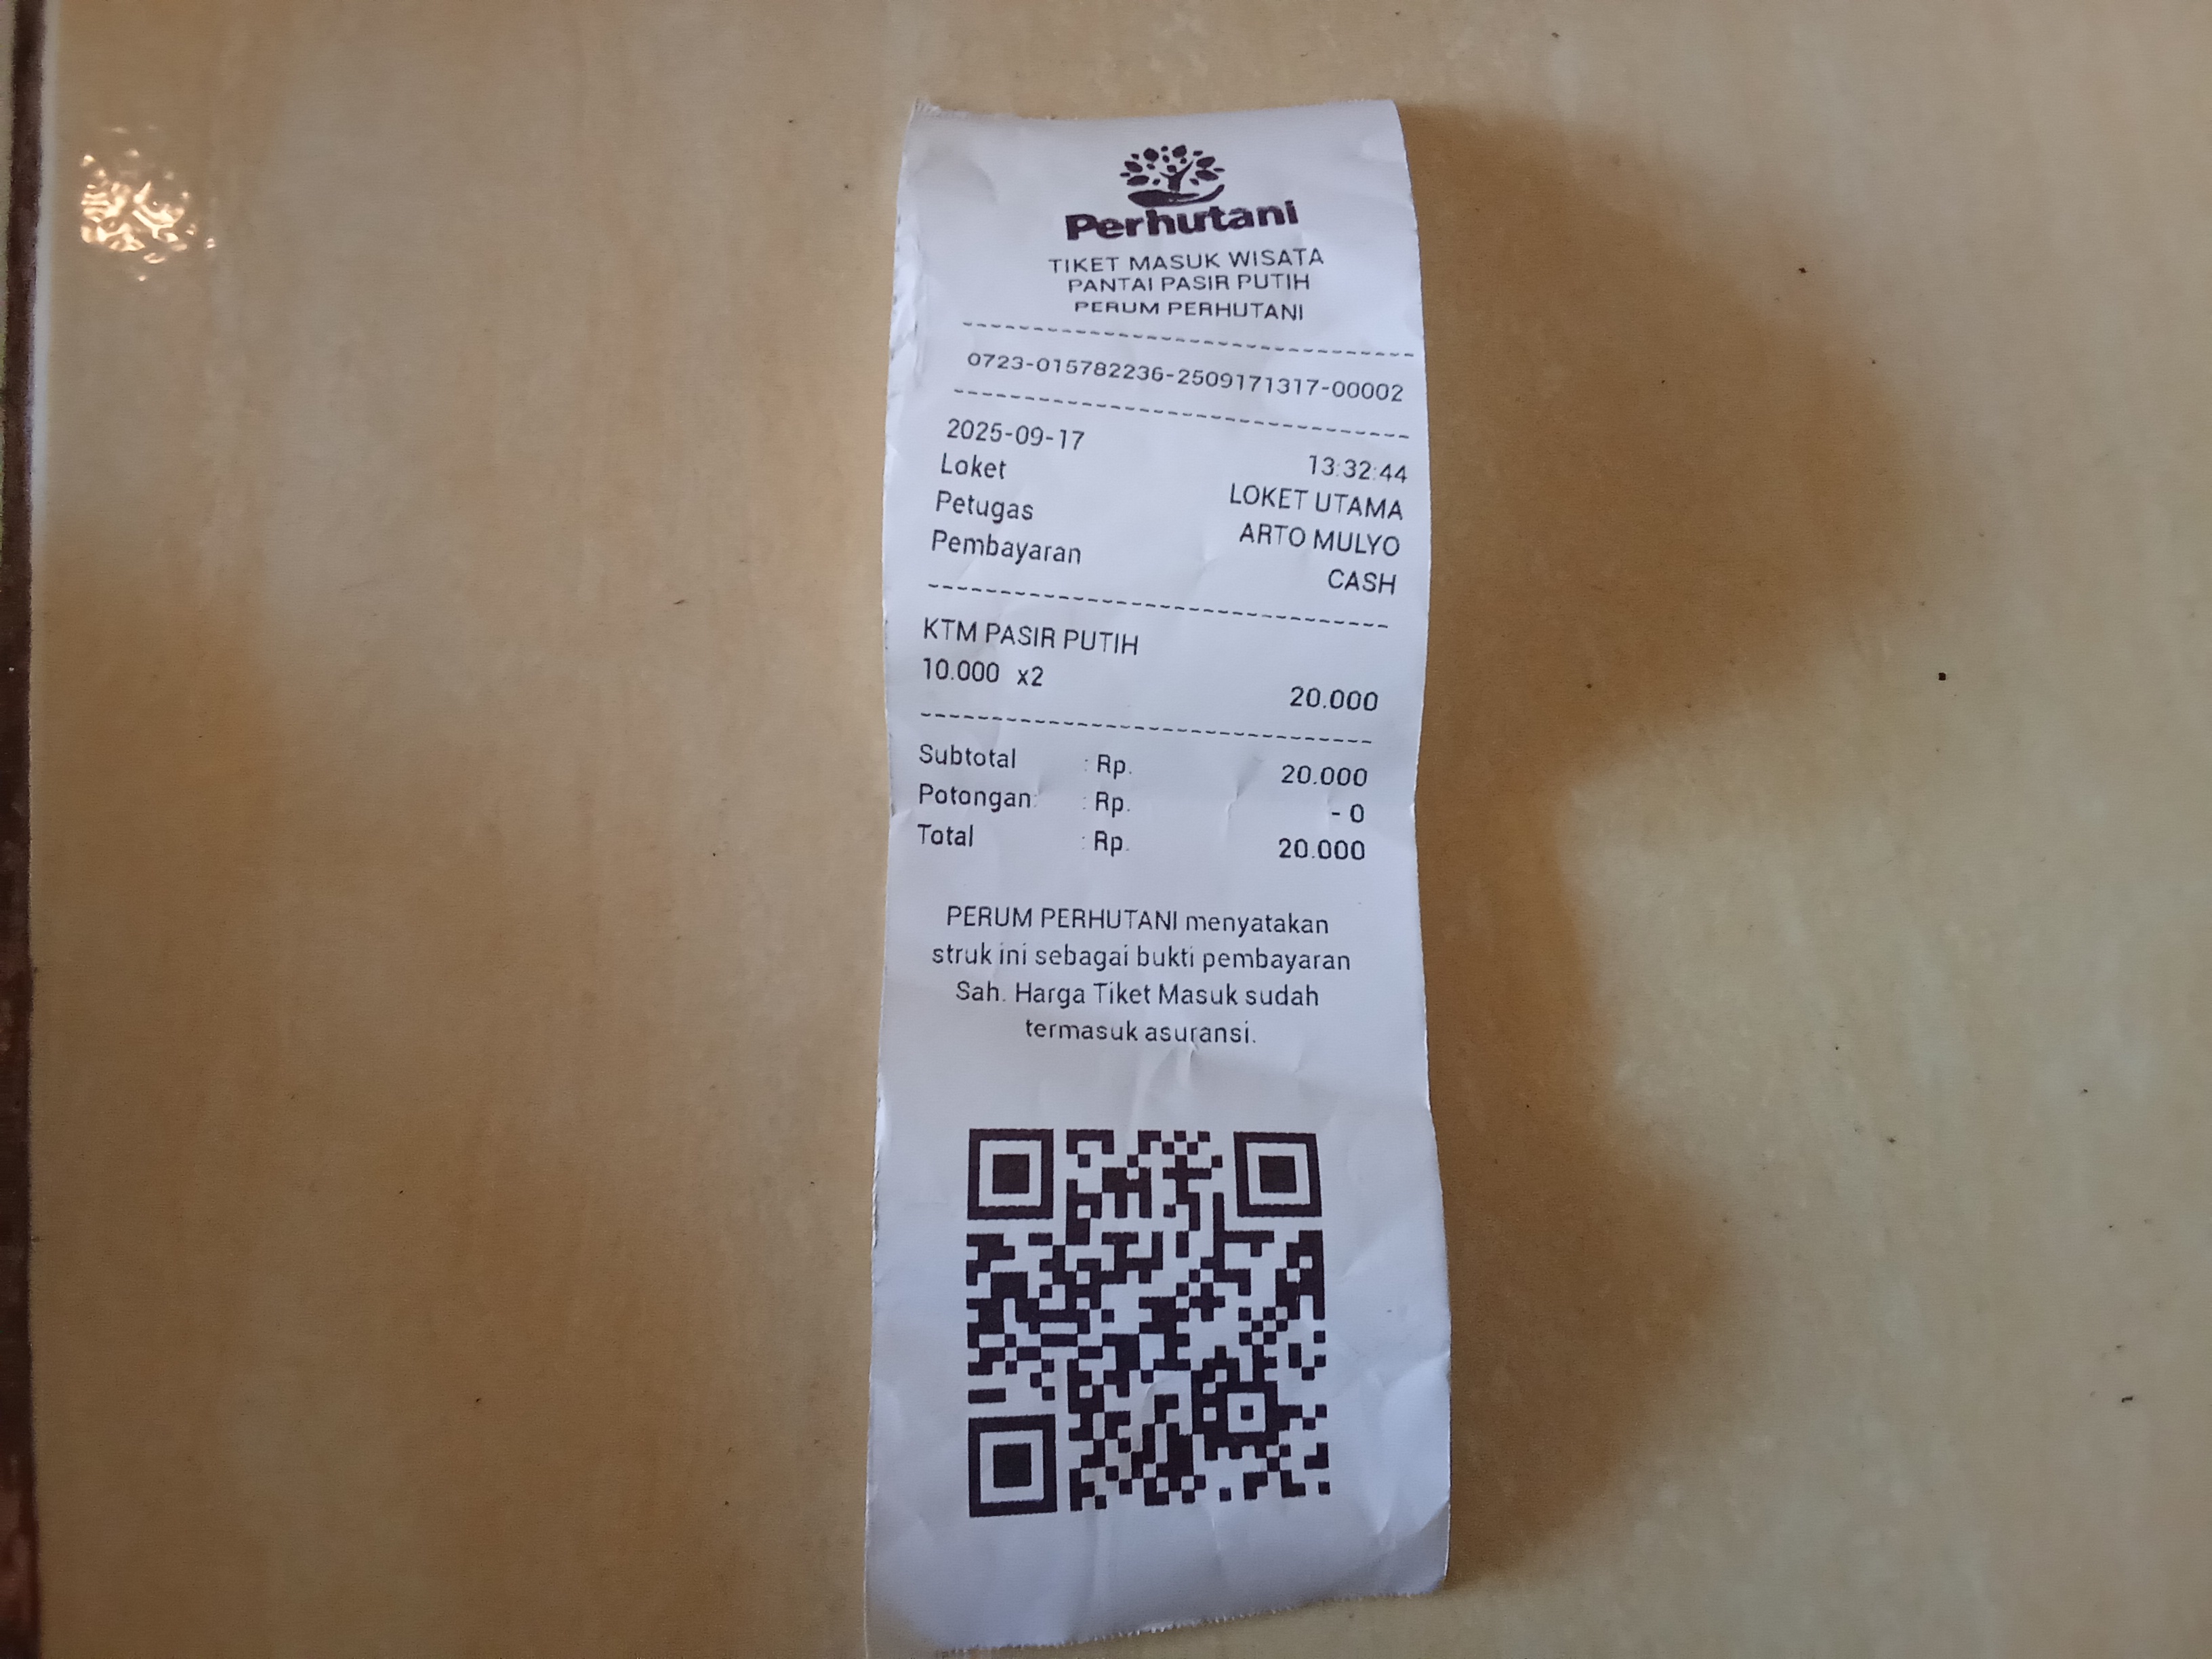 Perhutani
TIKET MASUK WISATA
PANTAI PASIR PUTIH
PERUM PERHUTANI
0723-015782236-2509171317-00002
2025-09-17 13:32:44
Loket LOKET UTAMA
Petugas ARTO MULYO
Pembayaran CASH
KTM PASIR PUTIH
10.000 x2 20.000
Subtotal : Rp. 20.000
Potongan: : Rp. - 0
Total : Rp. 20.000
PERUM PERHUTANI menyatakan
struk ini sebagai bukti pembayaran
Sah. Harga Tiket Masuk sudah
termasuk asuransi.